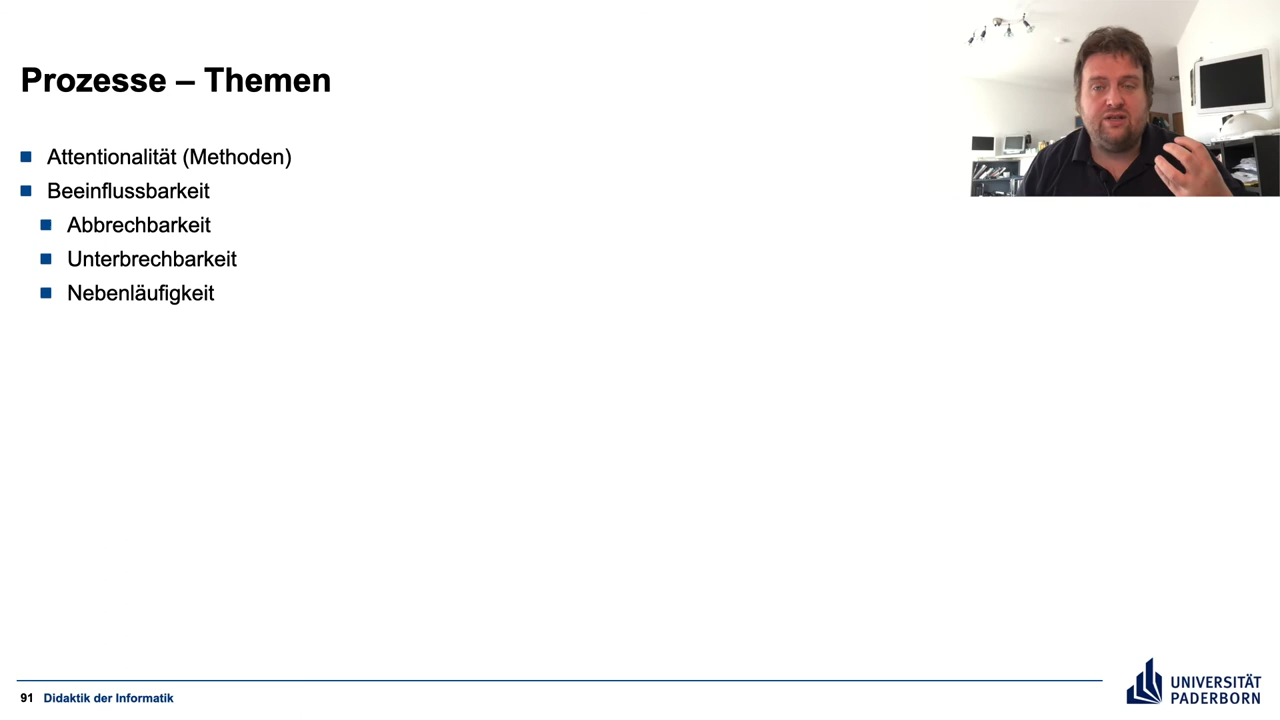 Prozesse – Themen
Attentionalität (Methoden)
Beeinflussbarkeit
Abbrechbarkeit
Unterbrechbarkeit
Nebenläufigkeit
91 Didaktik der Informatik
UNIVERSITÄT
PADERBORN